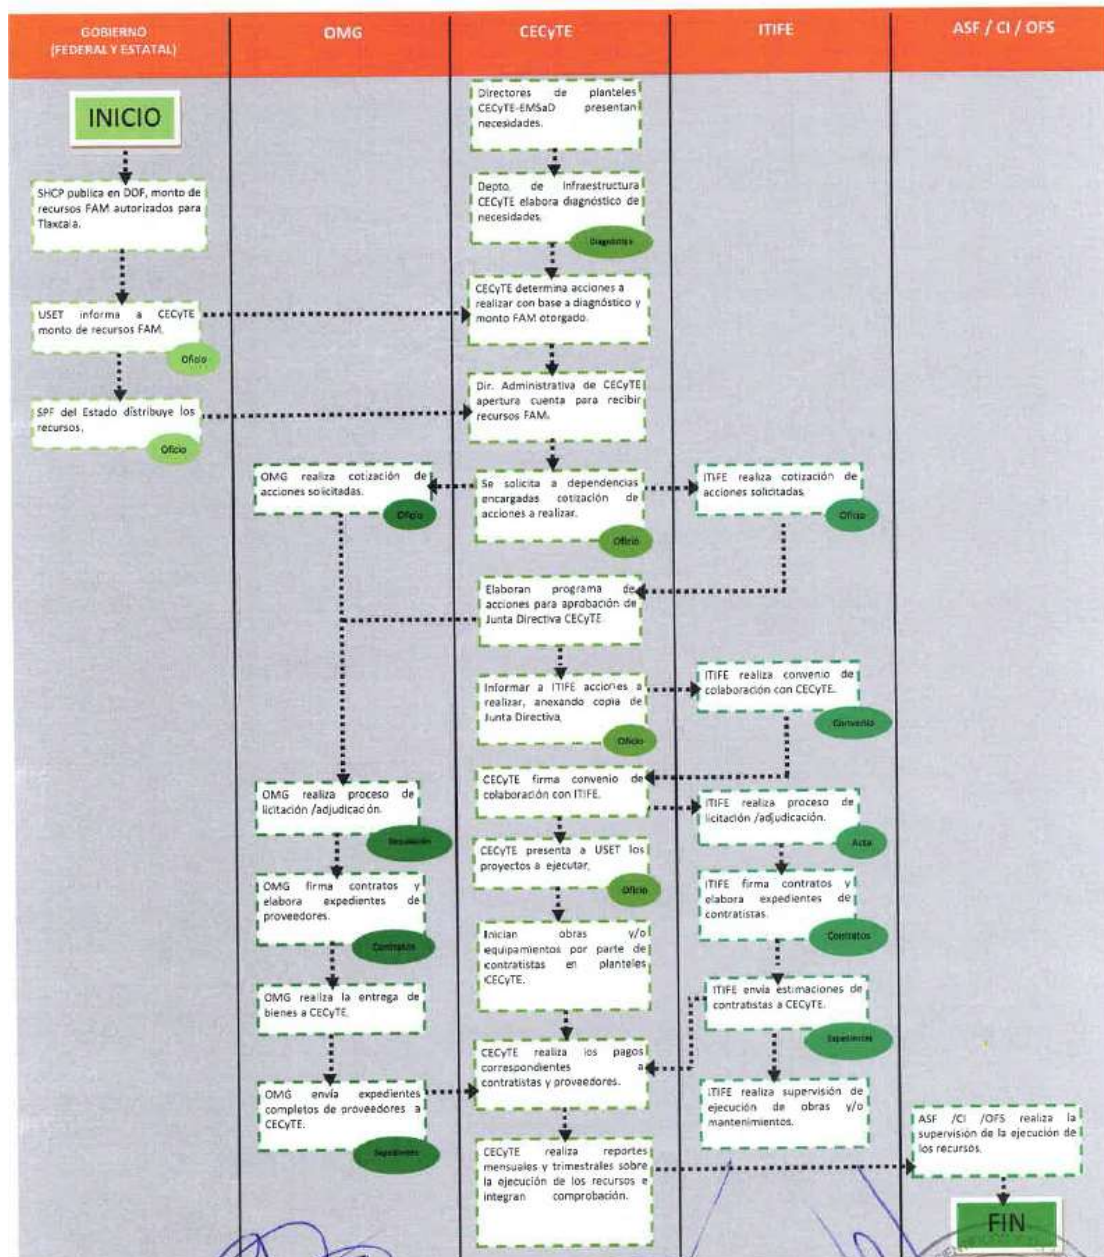 GOBIERNO
(FEDERAL Y ESTATAL)
OMG
CECyTE
ITIFE
ASF / CI / OFS
INICIO
SHCP publica en DOF, monto de
recursos FAM autorizados para
Tlaxcala.
USET informa a CECyTE
monto de recursos FAM.
Oficio
SPF del Estado distribuye los
recursos.
Oficio
OMG realiza cotización de
acciones solicitadas.
Oficio
OMG realiza proceso de
licitación /adjudicación.
OMG firma contratos y
elabora expedientes de
proveedores.
Contratos
OMG realiza la entrega de
bienes a CECyTE.
OMG envía expedientes
completos de proveedores a
CECyTE.
Expedientes
Directores de planteles
CECyTE-EMSaD presentan
necesidades.
Depto. de Infraestructura
CECyTE elabora diagnóstico de
necesidades.
Diagnóstico
CECyTE determina acciones a
realizar con base a diagnóstico y
monto FAM otorgado.
Dir. Administrativa de CECyTE
apertura cuenta para recibir
recursos FAM.
Se solicita a dependencias
encargadas cotización de
acciones a realizar.
Oficio
Elaboran programa de
acciones para aprobación de
Junta Directiva CECyTE
Informar a ITIFE acciones a
realizar, anexando copia de
Junta Directiva.
Oficio
CECyTE firma convenio de
colaboración con ITIFE.
CECyTE presenta a USET los
proyectos a ejecutar.
Oficio
Inician obras y/o
equipamientos por parte de
contratistas en planteles
CECyTE.
CECyTE realiza los pagos
correspondientes a
contratistas y proveedores.
CECyTE realiza reportes
mensuales y trimestrales sobre
la ejecución de los recursos e
integran comprobación.
ITIFE realiza cotización de
acciones solicitadas.
Oficio
ITIFE realiza convenio de
colaboración con CECyTE.
Convenio
ITIFE realiza proceso de
licitación /adjudicación.
Acta
ITIFE firma contratos y
elabora expedientes de
contratistas.
Contratos
ITIFE envía estimaciones de
contratistas a CECyTE.
Expedientes
ITIFE realiza supervisión de
ejecución de obras y/o
mantenimientos.
ASF /CI /OFS realiza la
supervisión de la ejecución de
los recursos.
FIN